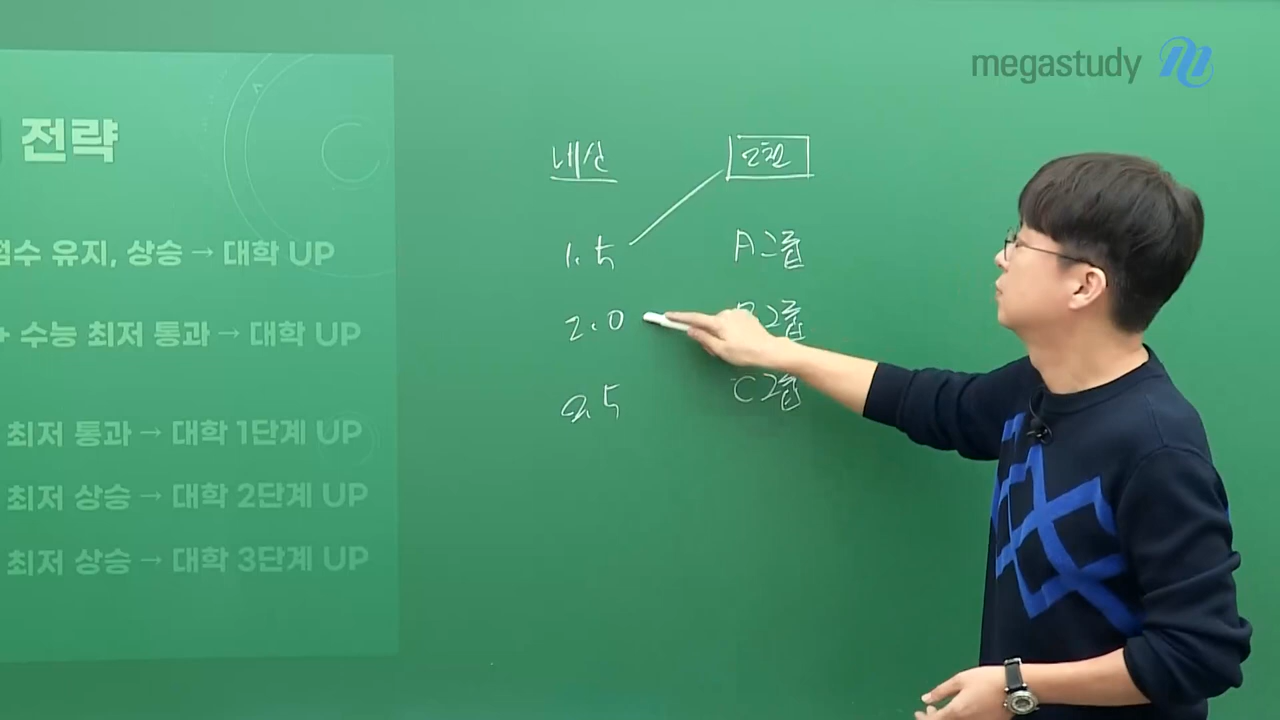 megastudy
전략
점수 유지, 상승 → 대학 UP
+ 수능 최저 통과 → 대학 UP
최저 통과 → 대학 1단계 UP
최저 상승 → 대학 2단계 UP
최저 상승 → 대학 3단계 UP
내신
1.5
2.0
2.5
A그룹
그룹
C그룹